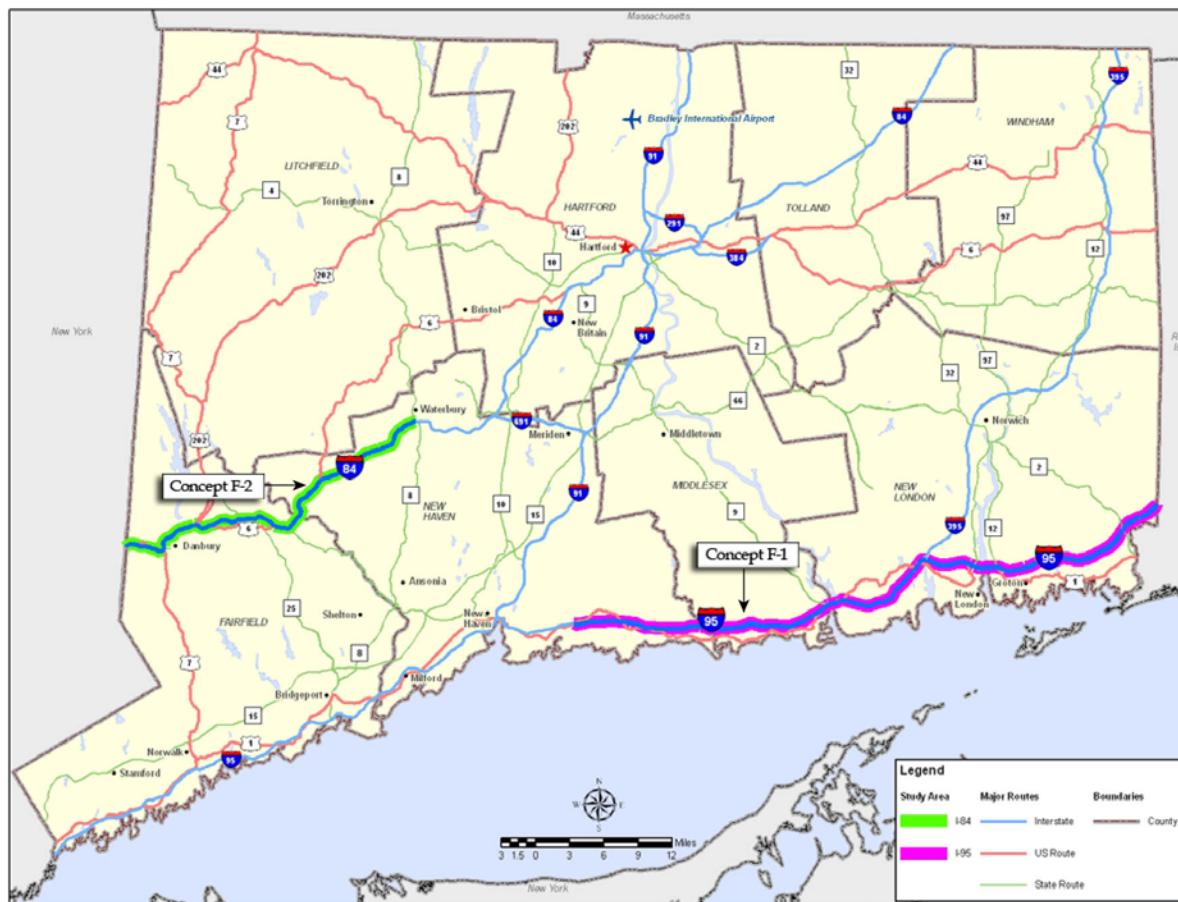 Massachusetts
44
7
202
8
32
395
Bradley International Airport
84
WINDHAM
91
LITCHFIELD
4
Torrington
HARTFORD
TOLLAND
44
97
291
44
Hartford
6
12
10
384
202
9
Bristol
84
New
Britain
91
New York
6
2
7
32
97
66
Waterbury
691
Meriden
Middletown
Norwich
202
84
Concept F-2
NEW
HAVEN
8
10
15
91
MIDDLESEX
NEW
LONDON
2
6
Danbury
9
395
12
Concept F-1
95
Ansonia
Groton
1
25
Shelton
New
Haven
New
London
FAIRFIELD
95
8
7
Milford
Bridgeport
15
Norwalk
1
95
Stamford
N
W
E
S
3 1.5 0 3 6 9 12
Miles
New York
Legend
Study Area Major Routes Boundaries
I-84 Interstate County
I-95 US Route
State Route